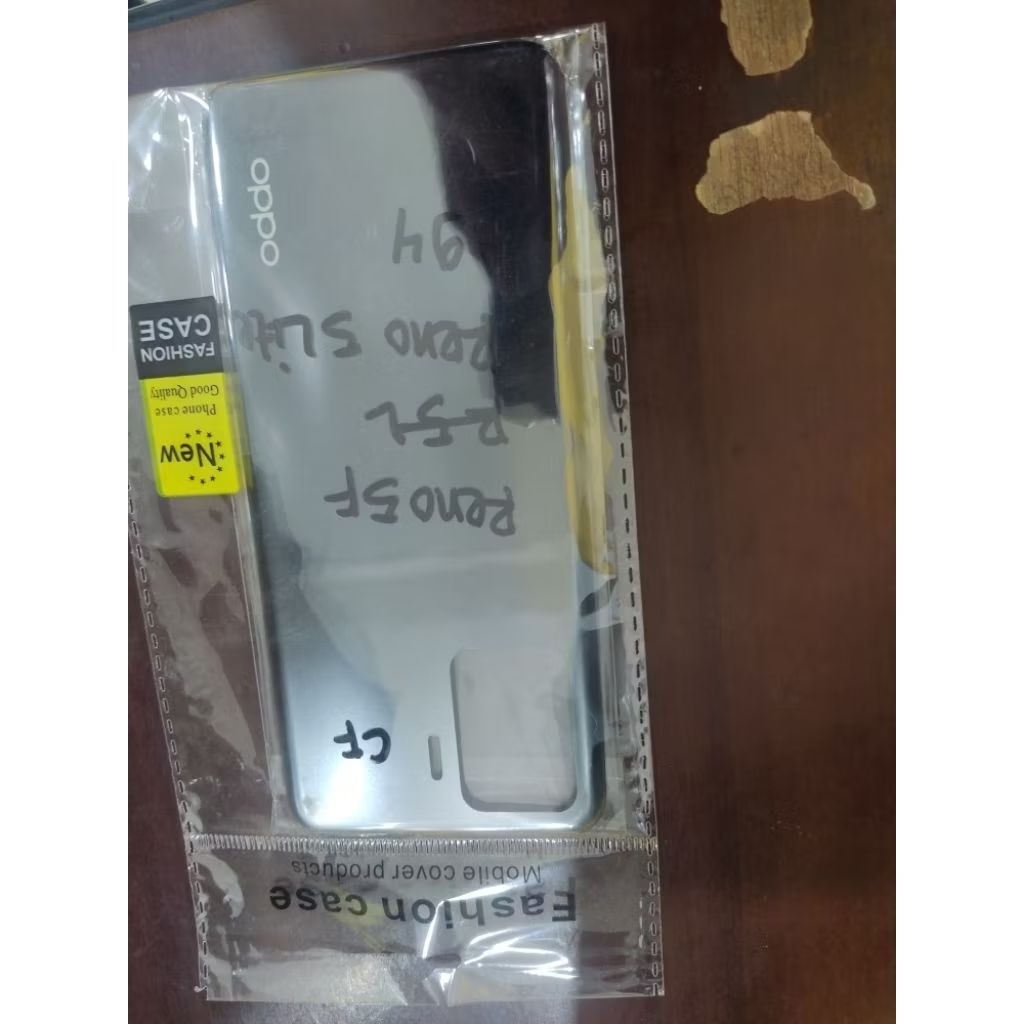 Fashion case
Mobile cover products
CF
Reno 5F
R-5L
Reno 5 Lite
94
New
Phone case
Good Quality
FASHION
CASE
oppo